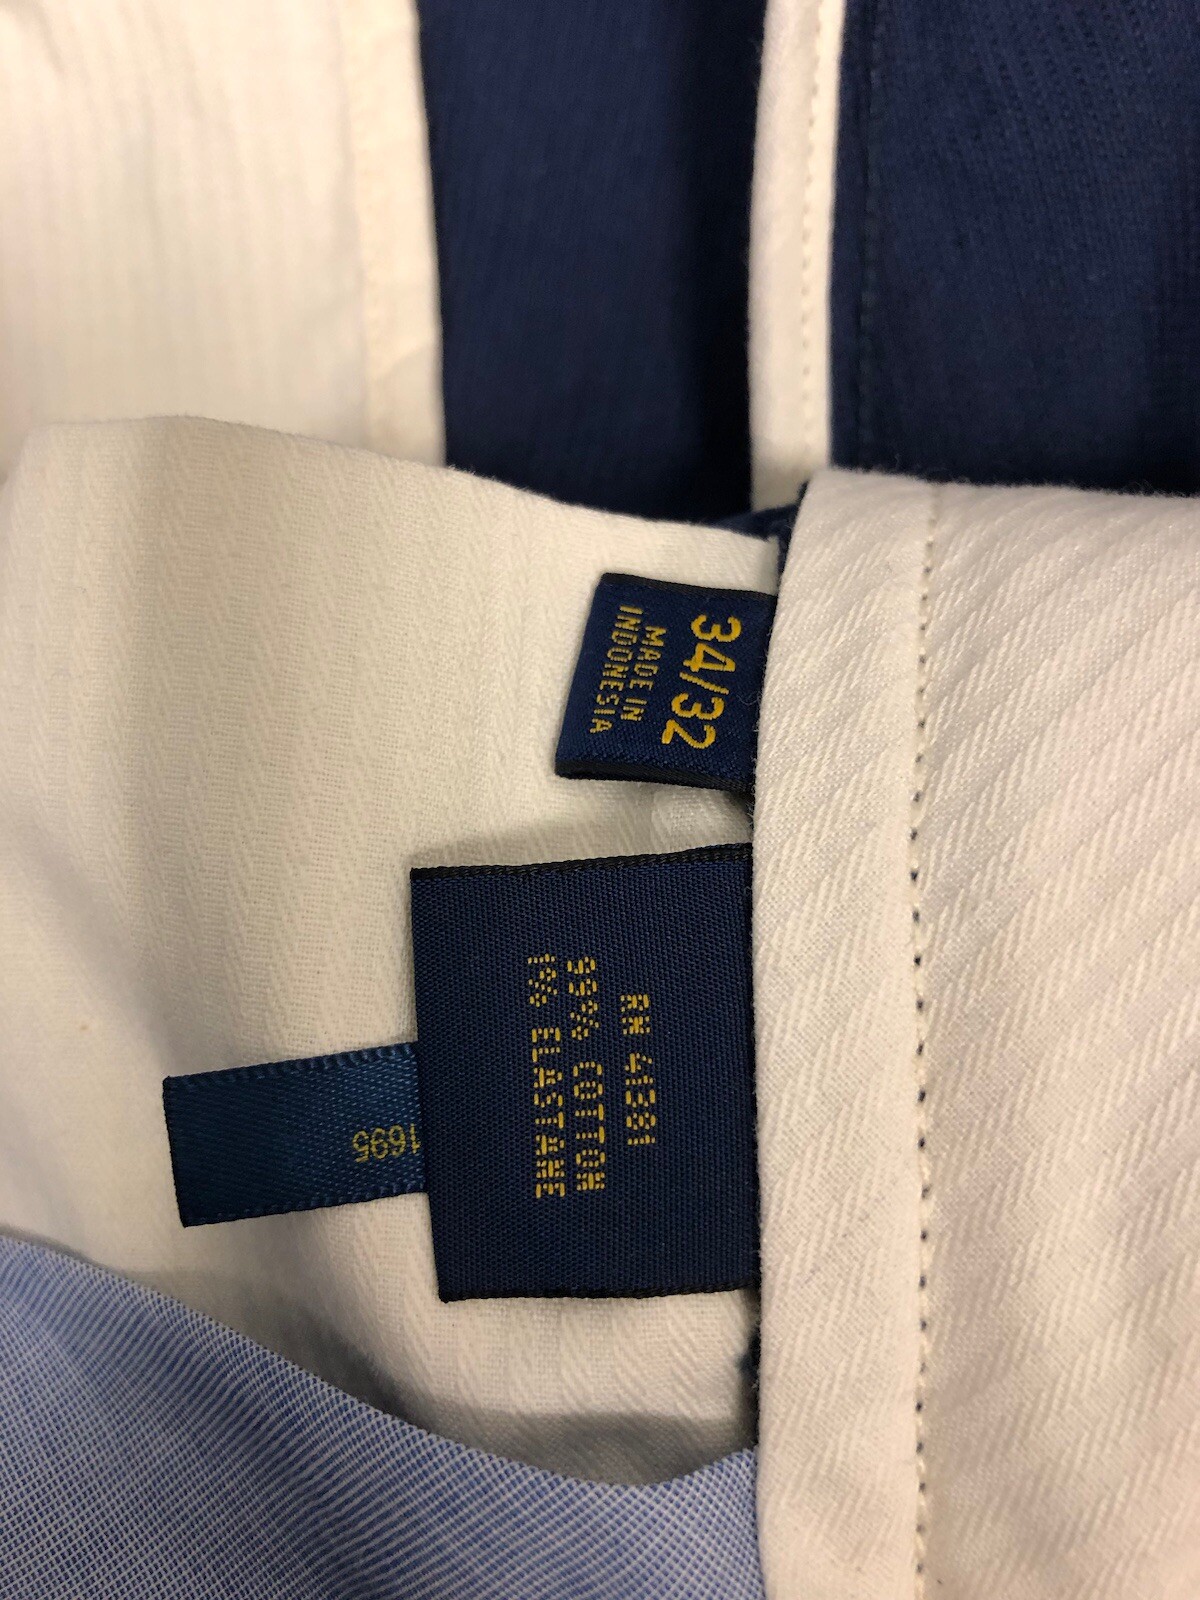 34/32
MADE IN
INDONESIA
RN 41381
99% COTTON
1% ELASTANE
1695